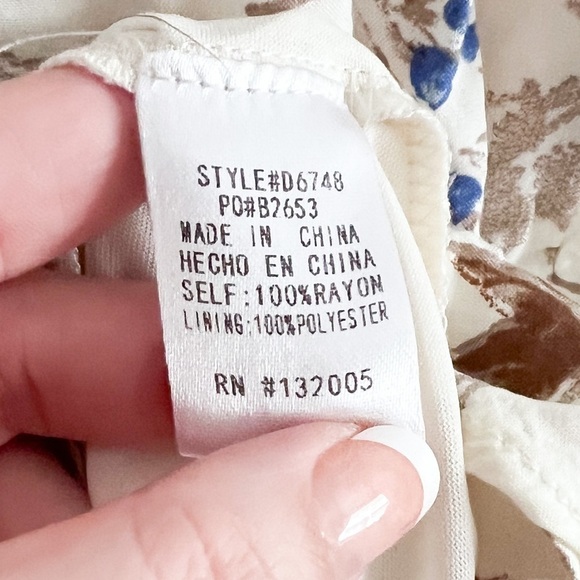 STYLE#D6748
PO#B2653
MADE IN CHINA
HECHO EN CHINA
SELF:100%RAYON
LINING:100%POLYESTER
RN #132005